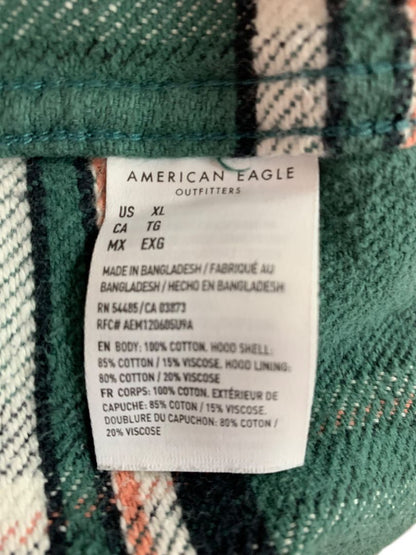 AMERICAN EAGLE
OUTFITTERS
US XL
CA TG
MX EXG
MADE IN BANGLADESH / FABRIQUÉ AU
BANGLADESH / HECHO EN BANGLADESH
RN 54485/CA 03873
RFC# AEM120605U9A
EN BODY: 100% COTTON. HOOD SHELL:
85% COTTON / 15% VISCOSE. HOOD LINING:
80% COTTON / 20% VISCOSE
FR CORPS: 100% COTON. EXTÉRIEUR DE
CAPUCHE: 85% COTON / 15% VISCOSE.
DOUBLURE DU CAPUCHON: 80% COTON /
20% VISCOSE